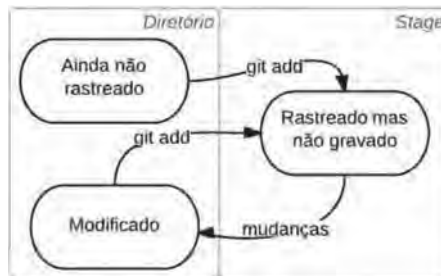 Diretório
Stage
Ainda não
rastreado
git add
Rastreado mas
não gravado
git add
Modificado
mudanças